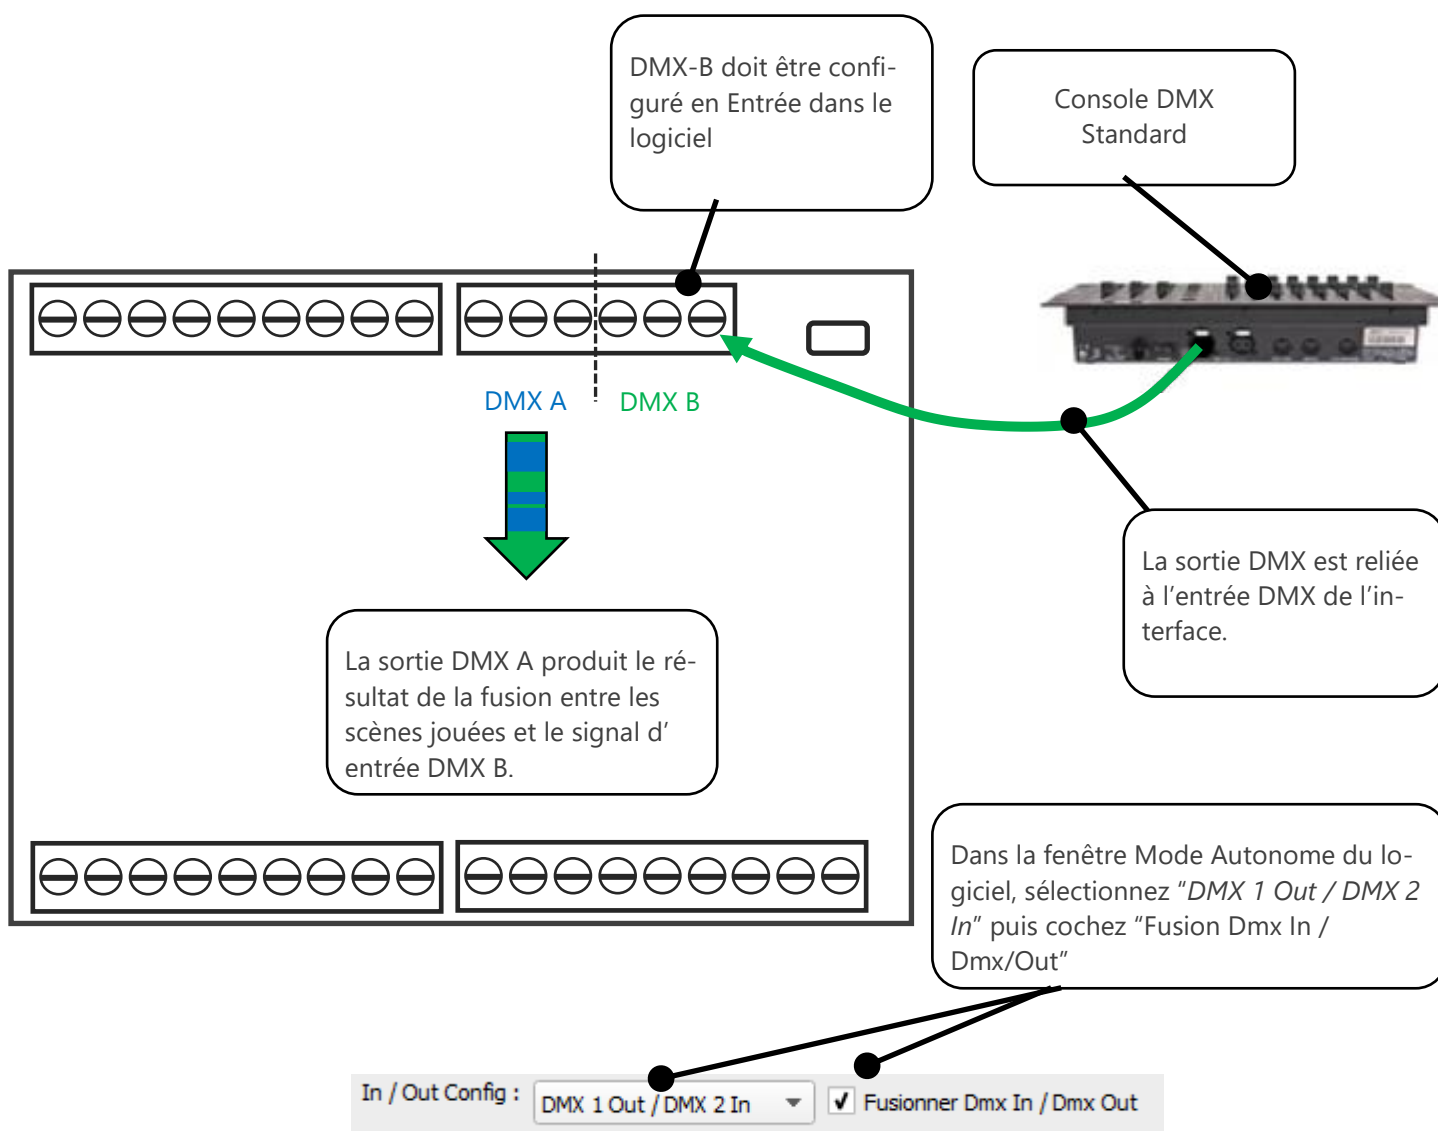 DMX-B doit être confi-
guré en Entrée dans le
logiciel
Console DMX
Standard
DMX A
DMX B
La sortie DMX est reliée
à l’entrée DMX de l’in-
terface.
La sortie DMX A produit le ré-
sultat de la fusion entre les
scènes jouées et le signal d’
entrée DMX B.
Dans la fenêtre Mode Autonome du lo-
giciel, sélectionnez “DMX 1 Out / DMX 2
In” puis cochez “Fusion Dmx In /
Dmx/Out”
In / Out Config :
DMX 1 Out / DMX 2 In
Fusionner Dmx In / Dmx Out